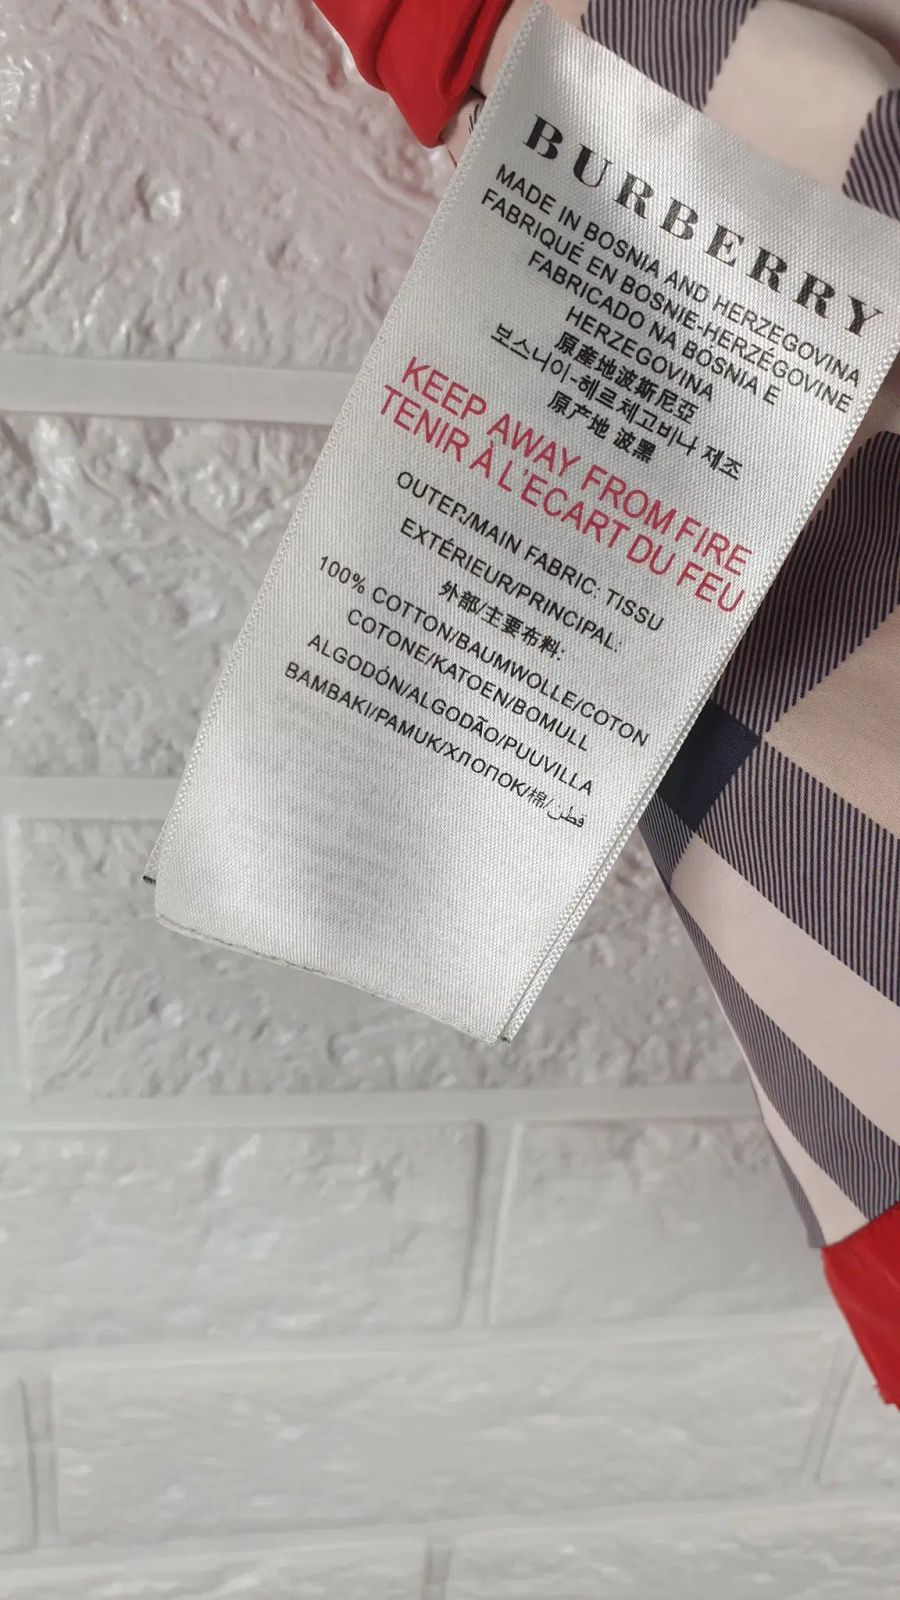 BURBERRY
MADE IN BOSNIA AND HERZEGOVINA
FABRIQUÉ EN BOSNIE-HERZÉGOVINE
FABRICADO NA BÓSNIA E
HERZEGOVINA
原產地波斯尼亞
보스니아-헤르체고비나 제조
原产地 波黑
KEEP AWAY FROM FIRE
TENIR À L'ECART DU FEU
OUTER/MAIN FABRIC: TISSU
EXTÉRIEUR/PRINCIPAL:
外部/主要布料:
100% COTTON/BAUMWOLLE/COTON
COTONE/KATOEN/BOMULL
ALGODÓN/ALGODÃO/PUUVILLA
BAMBAKI/PAMUK/ХЛОПОК/棉/قطن